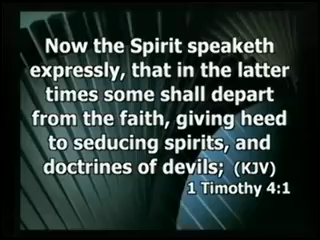 Now the Spirit speaketh
expressly, that in the latter
times some shall depart
from the faith, giving heed
to seducing spirits, and
doctrines of devils; (KJV)
1 Timothy 4:1